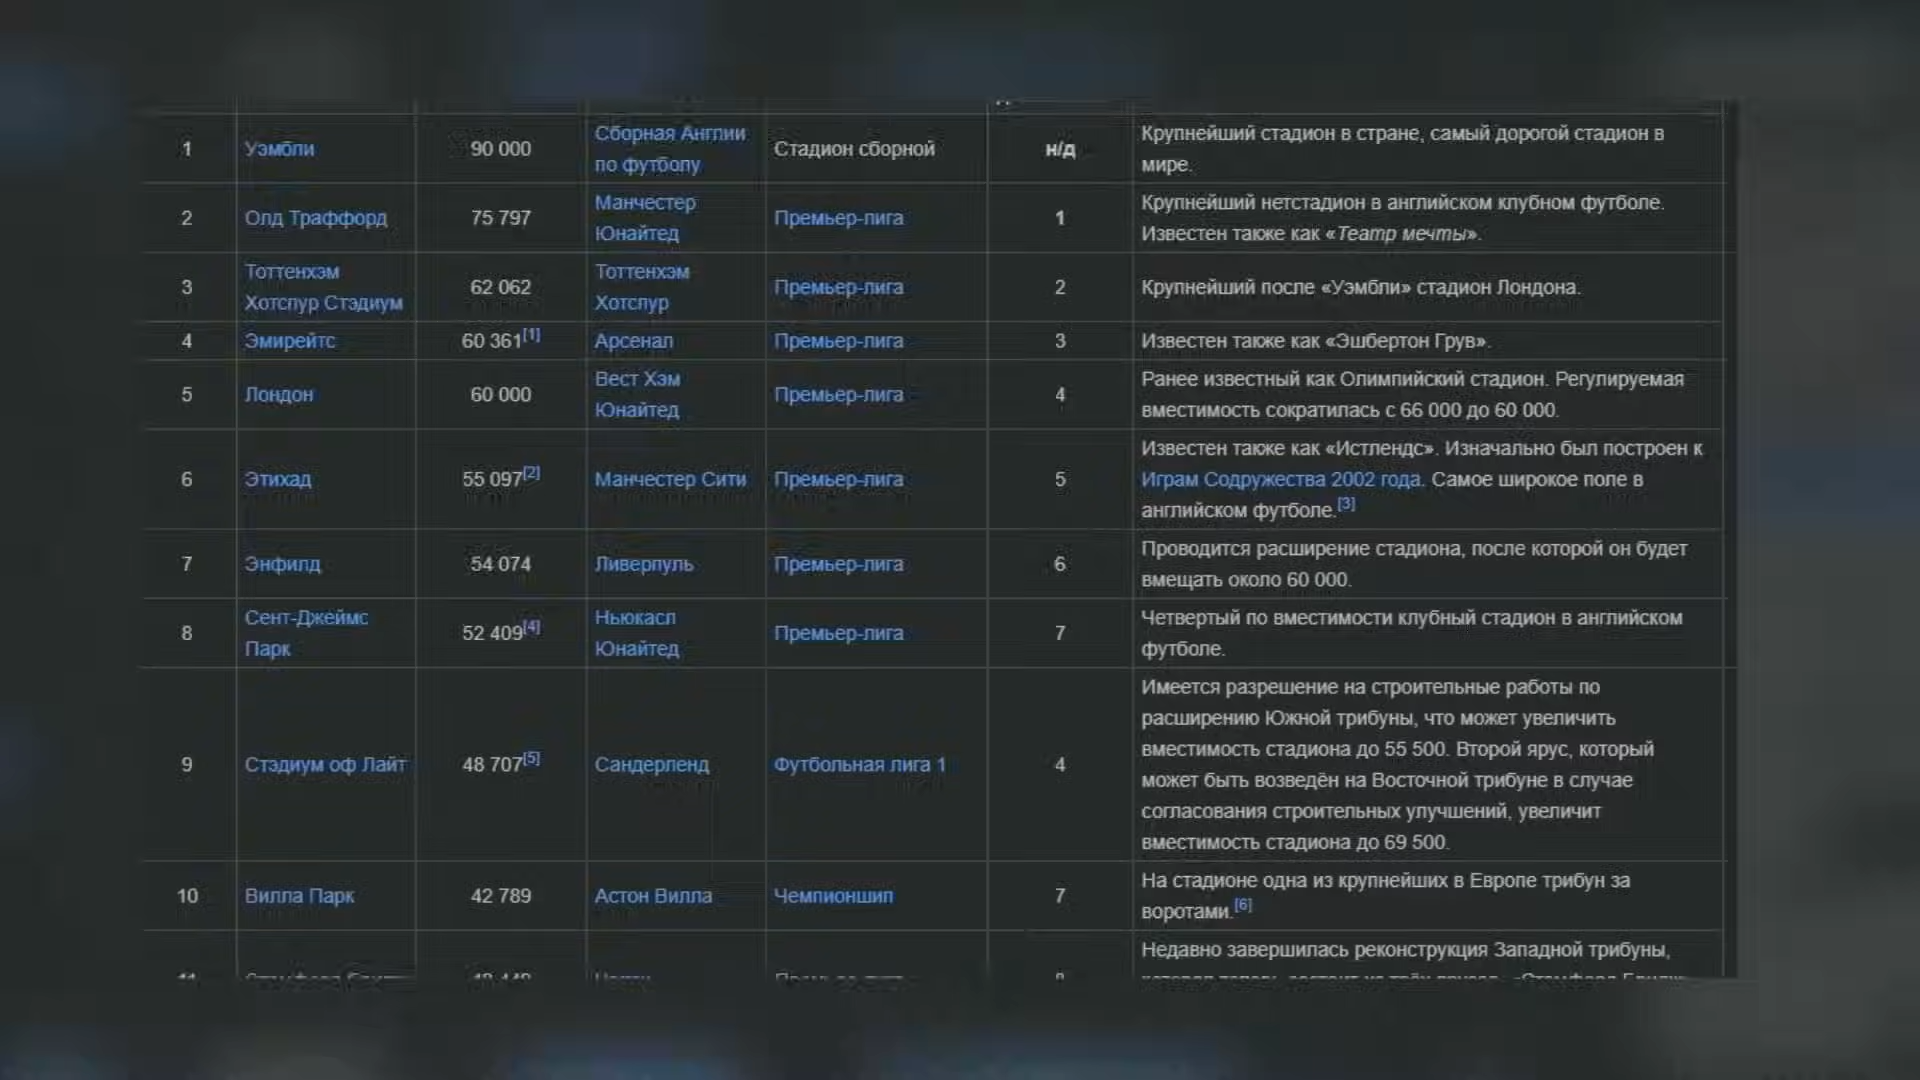 1 Уэмбли 90 000 Сборная Англии по футболу Стадион сборной н/д Крупнейший стадион в стране, самый дорогой стадион в мире.
2 Олд Траффорд 75 797 Манчестер Юнайтед Премьер-лига 1 Крупнейший нетстадион в английском клубном футболе. Известен также как «Театр мечты».
3 Тоттенхэм Хотспур Стэдиум 62 062 Тоттенхэм Хотспур Премьер-лига 2 Крупнейший после «Уэмбли» стадион Лондона.
4 Эмирейтс 60 361[1] Арсенал Премьер-лига 3 Известен также как «Эшбертон Грув».
5 Лондон 60 000 Вест Хэм Юнайтед Премьер-лига 4 Ранее известный как Олимпийский стадион. Регулируемая вместимость сократилась с 66 000 до 60 000.
6 Этихад 55 097[2] Манчестер Сити Премьер-лига 5 Известен также как «Истлендс». Изначально был построен к Играм Содружества 2002 года. Самое широкое поле в английском футболе.[3]
7 Энфилд 54 074 Ливерпуль Премьер-лига 6 Проводится расширение стадиона, после которой он будет вмещать около 60 000.
8 Сент-Джеймс Парк 52 409[4] Ньюкасл Юнайтед Премьер-лига 7 Четвертый по вместимости клубный стадион в английском футболе.
9 Стэдиум оф Лайт 48 707[5] Сандерленд Футбольная лига 1 4 Имеется разрешение на строительные работы по расширению Южной трибуны, что может увеличить вместимость стадиона до 55 500. Второй ярус, который может быть возведён на Восточной трибуне в случае согласования строительных улучшений, увеличит вместимость стадиона до 69 500.
10 Вилла Парк 42 789 Астон Вилла Чемпионшип 7 На стадионе одна из крупнейших в Европе трибун за воротами.[6]
Недавно завершилась реконструкция Западной трибуны,